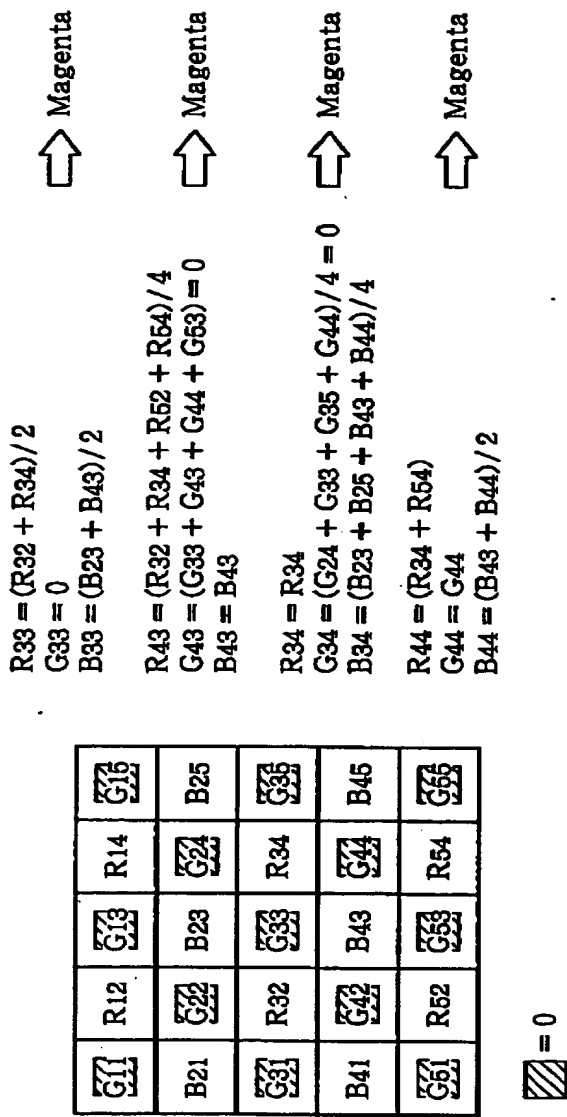 G11 R12 G13 R14 G15
B21 G22 B23 G24 B25
G31 R32 G33 R34 G35
B41 G42 B43 G44 B45
G51 R52 G53 R54 G55
= 0
R33 = (R32 + R34)/2
G33 = 0
B33 = (B23 + B43)/2
Magenta
R43 = (R32 + R34 + R52 + R54)/4
G43 = (G33 + G43 + G44 + G53) = 0
B43 = B43
Magenta
R34 = R34
G34 = (G24 + G33 + G35 + G44)/4 = 0
B34 = (B23 + B25 + B43 + B44)/4
Magenta
R44 = (R34 + R54)
G44 = G44
B44 = (B43 + B44)/2
Magenta